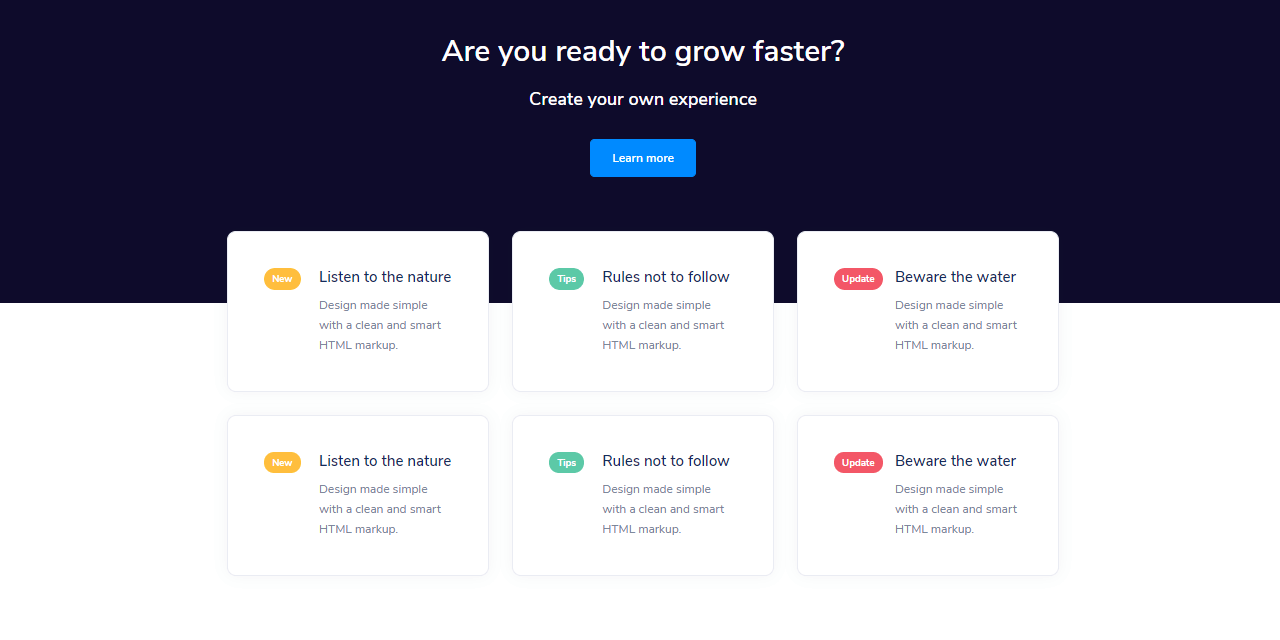 Are you ready to grow faster?
Create your own experience
Learn more
New
Listen to the nature
Design made simple
with a clean and smart
HTML markup.
Tips
Rules not to follow
Design made simple
with a clean and smart
HTML markup.
Update
Beware the water
Design made simple
with a clean and smart
HTML markup.
New
Listen to the nature
Design made simple
with a clean and smart
HTML markup.
Tips
Rules not to follow
Design made simple
with a clean and smart
HTML markup.
Update
Beware the water
Design made simple
with a clean and smart
HTML markup.